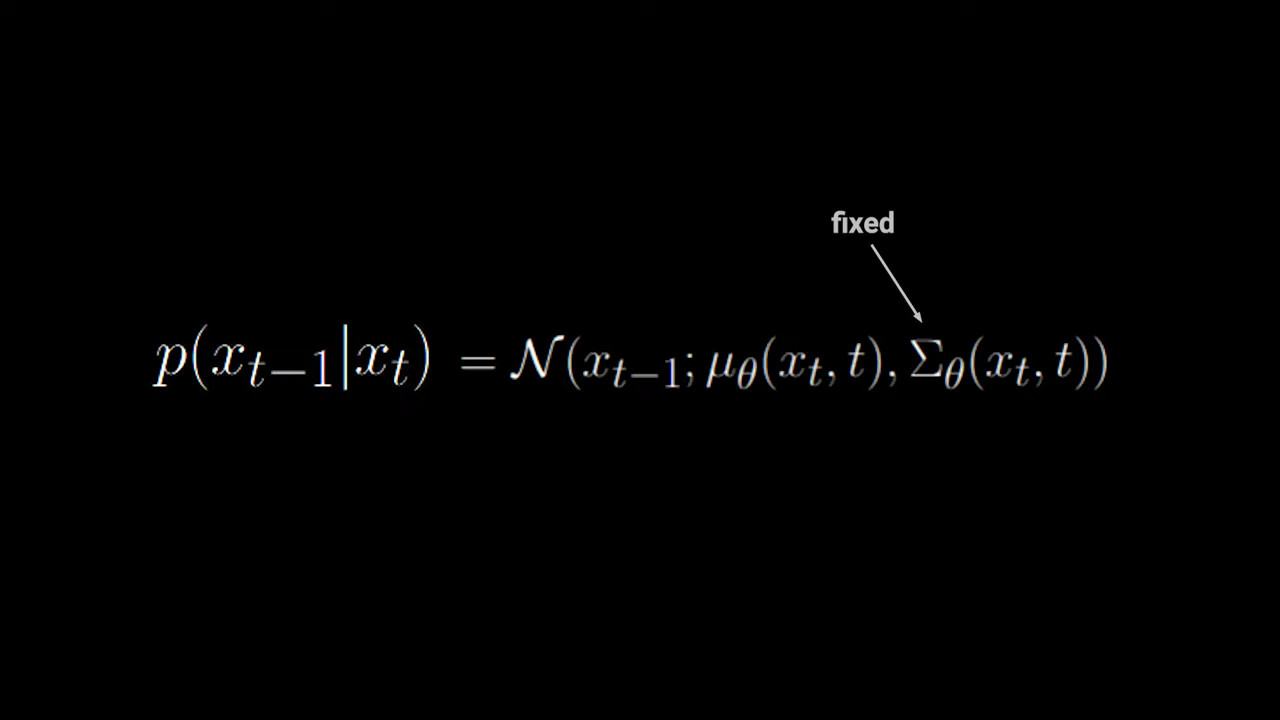 fixed
p(x_{t−1}|x_t) = 𝒩(x_{t−1}; μ_θ(x_t, t), Σ_θ(x_t, t))